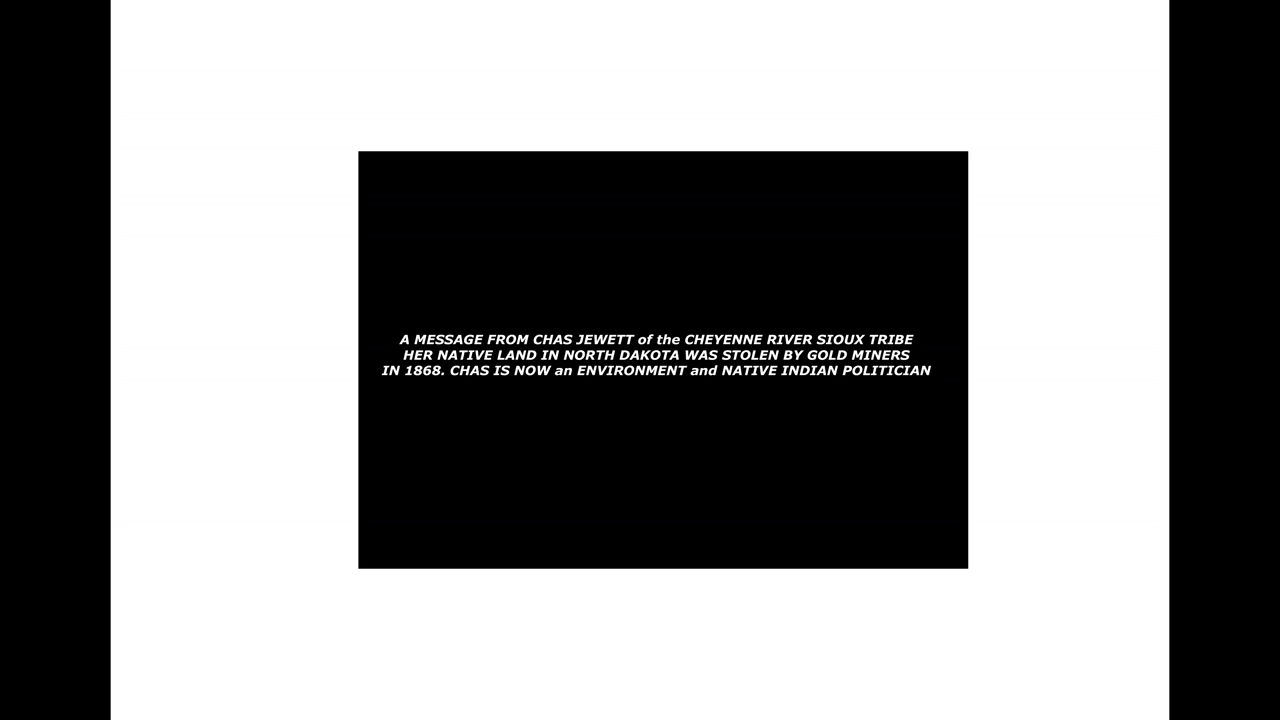 A MESSAGE FROM CHAS JEWETT of the CHEYENNE RIVER SIOUX TRIBE
HER NATIVE LAND IN NORTH DAKOTA WAS STOLEN BY GOLD MINERS
IN 1868. CHAS IS NOW an ENVIRONMENT and NATIVE INDIAN POLITICIAN